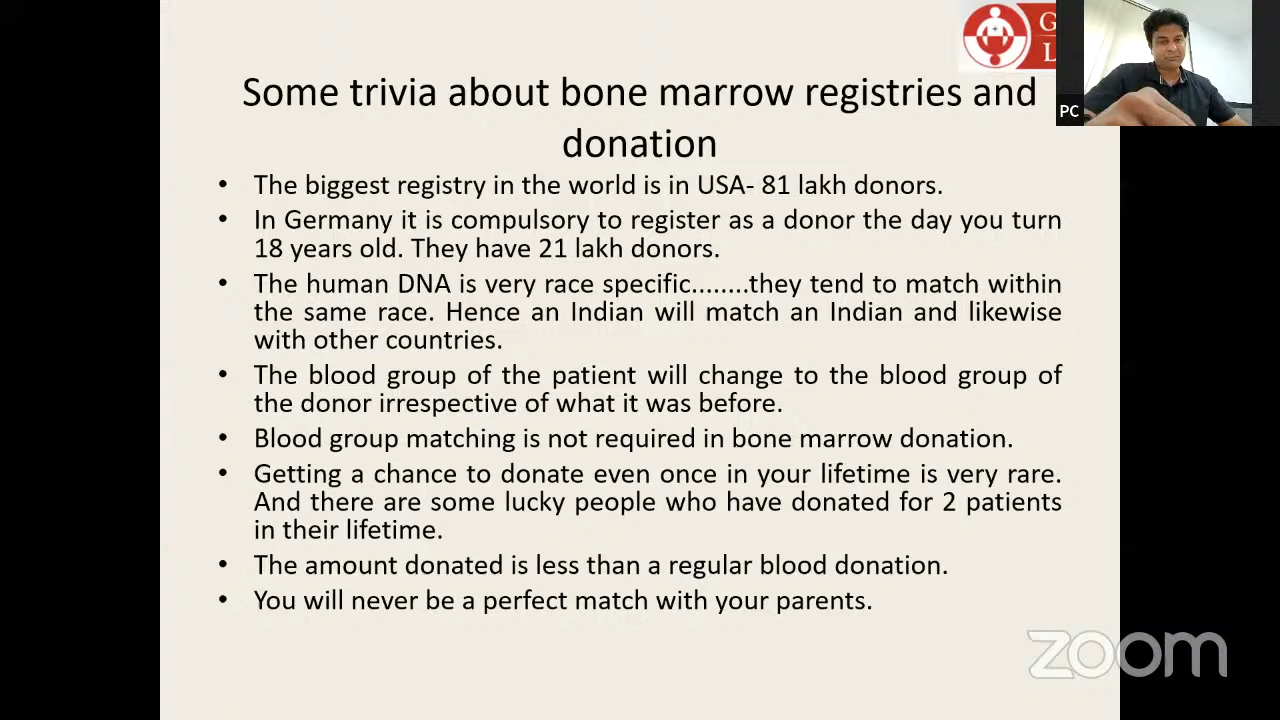 G
L
PC
Some trivia about bone marrow registries and
donation
• The biggest registry in the world is in USA- 81 lakh donors.
• In Germany it is compulsory to register as a donor the day you turn
18 years old. They have 21 lakh donors.
• The human DNA is very race specific........they tend to match within
the same race. Hence an Indian will match an Indian and likewise
with other countries.
• The blood group of the patient will change to the blood group of
the donor irrespective of what it was before.
• Blood group matching is not required in bone marrow donation.
• Getting a chance to donate even once in your lifetime is very rare.
And there are some lucky people who have donated for 2 patients
in their lifetime.
• The amount donated is less than a regular blood donation.
• You will never be a perfect match with your parents.
zoom